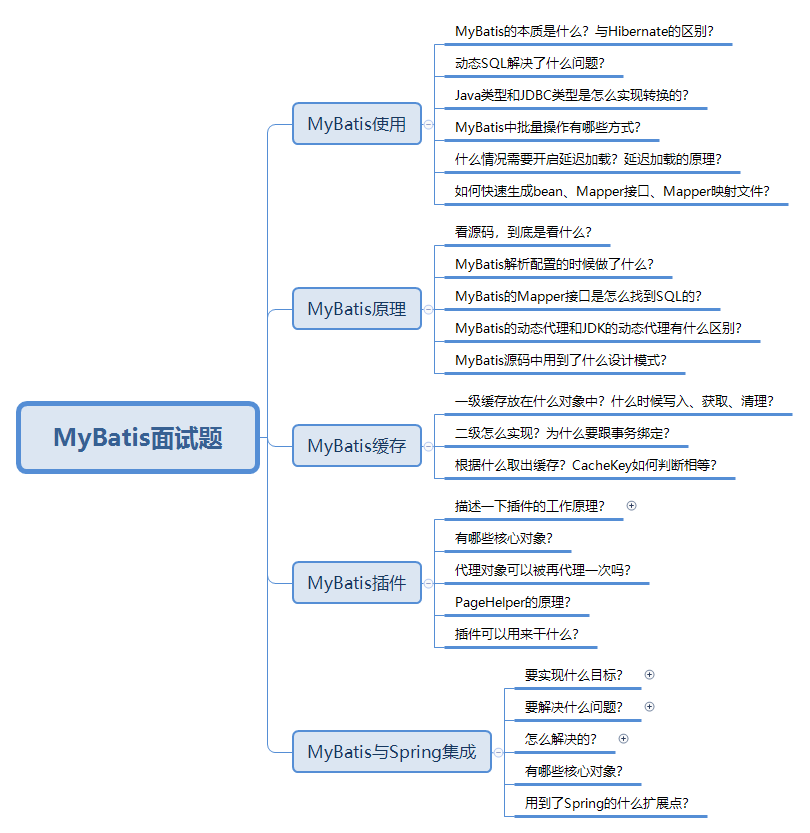 MyBatis面试题
MyBatis使用
MyBatis的本质是什么？与Hibernate的区别？
动态SQL解决了什么问题？
Java类型和JDBC类型是怎么实现转换的？
MyBatis中批量操作有哪些方式？
什么情况需要开启延迟加载？延迟加载的原理？
如何快速生成bean、Mapper接口、Mapper映射文件？
MyBatis原理
看源码，到底是看什么？
MyBatis解析配置的时候做了什么？
MyBatis的Mapper接口是怎么找到SQL的？
MyBatis的动态代理和JDK的动态代理有什么区别？
MyBatis源码中用到了什么设计模式？
MyBatis缓存
一级缓存放在什么对象中？什么时候写入、获取、清理？
二级怎么实现？为什么要跟事务绑定？
根据什么取出缓存？CacheKey如何判断相等？
MyBatis插件
描述一下插件的工作原理？
有哪些核心对象？
代理对象可以被再代理一次吗？
PageHelper的原理？
插件可以用来干什么？
MyBatis与Spring集成
要实现什么目标？
要解决什么问题？
怎么解决的？
有哪些核心对象？
用到了Spring的什么扩展点？